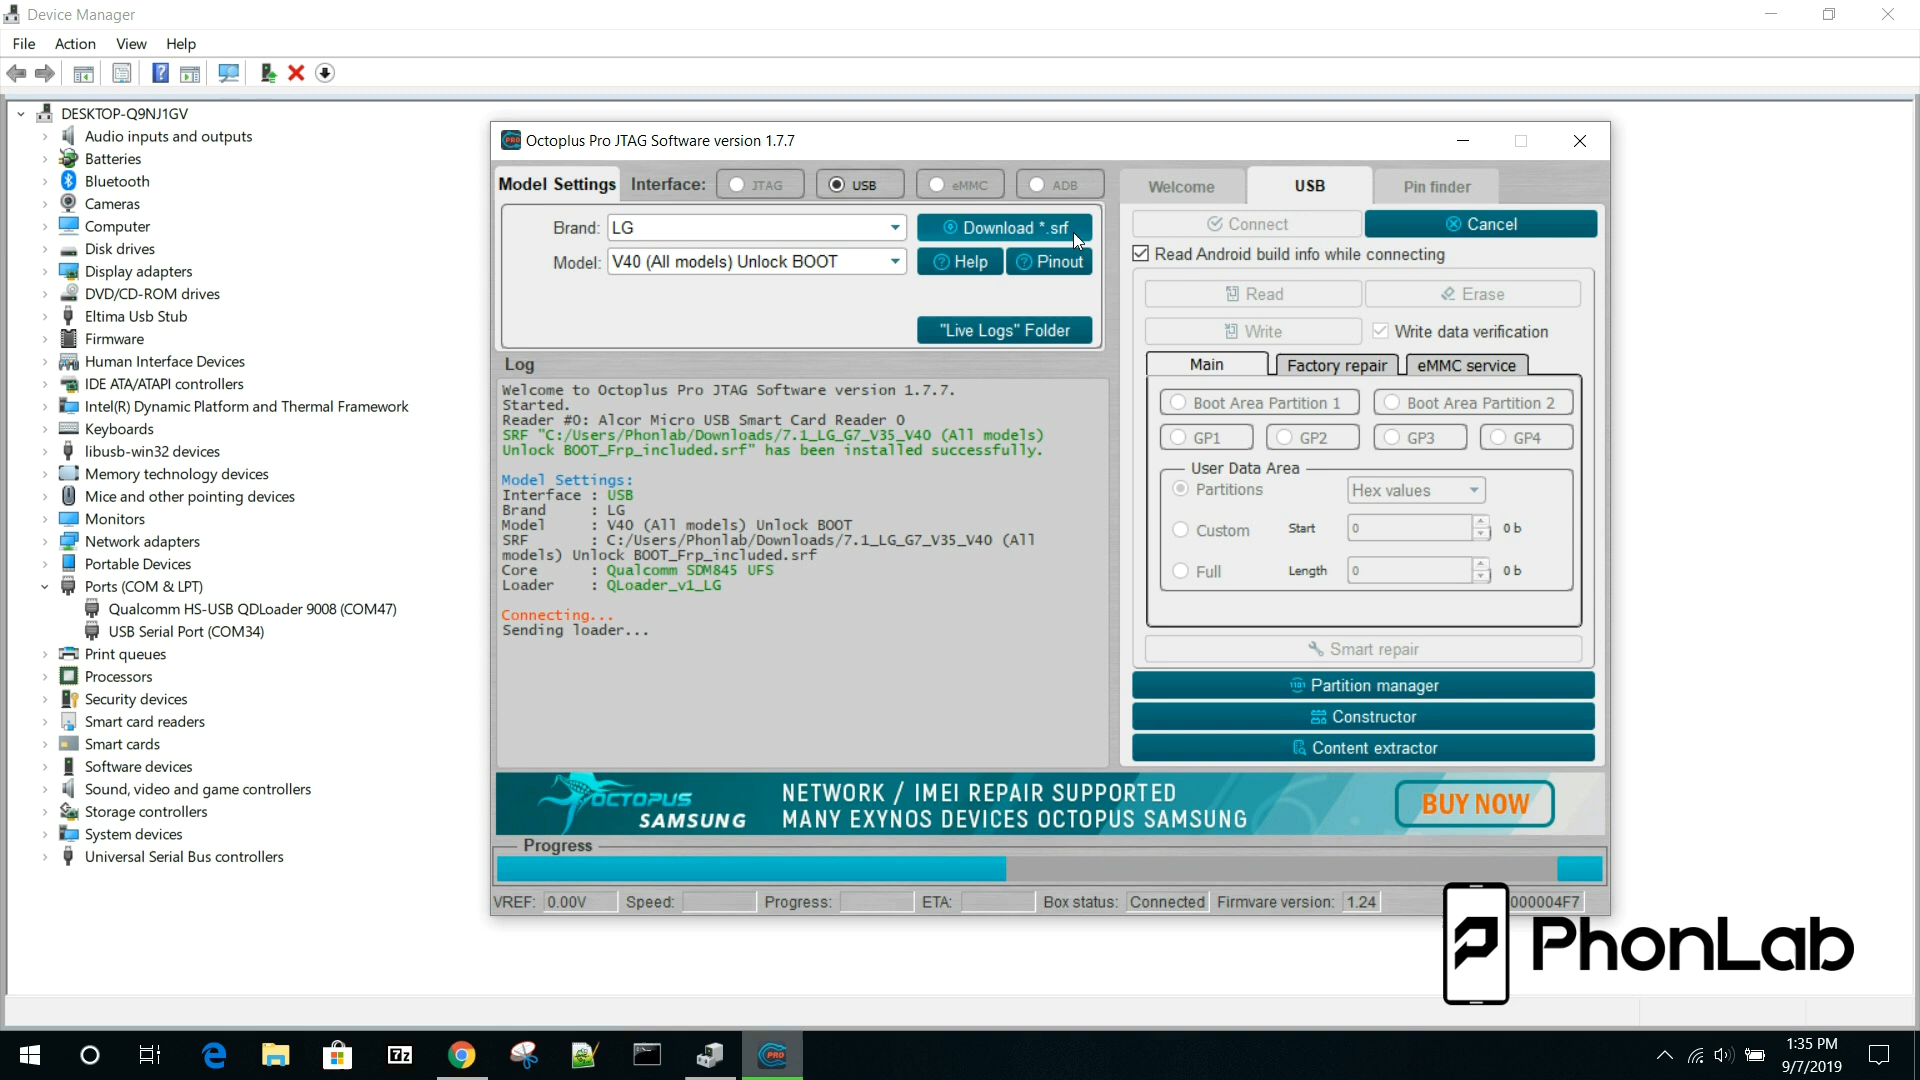 Device Manager
File Action View Help
DESKTOP-Q9NJ1GV
Audio inputs and outputs
Batteries
Bluetooth
Cameras
Computer
Disk drives
Display adapters
DVD/CD-ROM drives
Eltima Usb Stub
Firmware
Human Interface Devices
IDE ATA/ATAPI controllers
Intel(R) Dynamic Platform and Thermal Framework
Keyboards
libusb-win32 devices
Memory technology devices
Mice and other pointing devices
Monitors
Network adapters
Portable Devices
Ports (COM & LPT)
Qualcomm HS-USB QDLoader 9008 (COM47)
USB Serial Port (COM34)
Print queues
Processors
Security devices
Smart card readers
Smart cards
Software devices
Sound, video and game controllers
Storage controllers
System devices
Universal Serial Bus controllers
PRO Octoplus Pro JTAG Software version 1.7.7
Model Settings Interface: JTAG USB eMMC ADB
Brand: LG Download *.srf
Model: V40 (All models) Unlock BOOT Help Pinout
"Live Logs" Folder
Log
Welcome to Octoplus Pro JTAG Software version 1.7.7.
Started.
Reader #0: Alcor Micro USB Smart Card Reader 0
SRF "C:/Users/Phonlab/Downloads/7.1_LG_G7_V35_V40 (All models)
Unlock BOOT_Frp_included.srf" has been installed successfully.
Model Settings:
Interface : USB
Brand : LG
Model : V40 (All models) Unlock BOOT
SRF : C:/Users/Phonlab/Downloads/7.1_LG_G7_V35_V40 (All
models) Unlock BOOT_Frp_included.srf
Core : Qualcomm SDM845 UFS
Loader : QLoader_v1_LG
Connecting...
Sending loader...
Welcome USB Pin finder
Connect Cancel
Read Android build info while connecting
Read Erase
Write Write data verification
Main Factory repair eMMC service
Boot Area Partition 1 Boot Area Partition 2
GP1 GP2 GP3 GP4
User Data Area
Partitions Hex values
Custom Start 0 0 b
Full Length 0 0 b
Smart repair
Partition manager
Constructor
Content extractor
OCTOPUS
SAMSUNG
NETWORK / IMEI REPAIR SUPPORTED
MANY EXYNOS DEVICES OCTOPUS SAMSUNG
BUY NOW
Progress
VREF: 0.00V Speed: Progress: ETA: Box status: Connected Firmware version: 1.24 000004F7
PhonLab
7z PRO
1:35 PM
9/7/2019